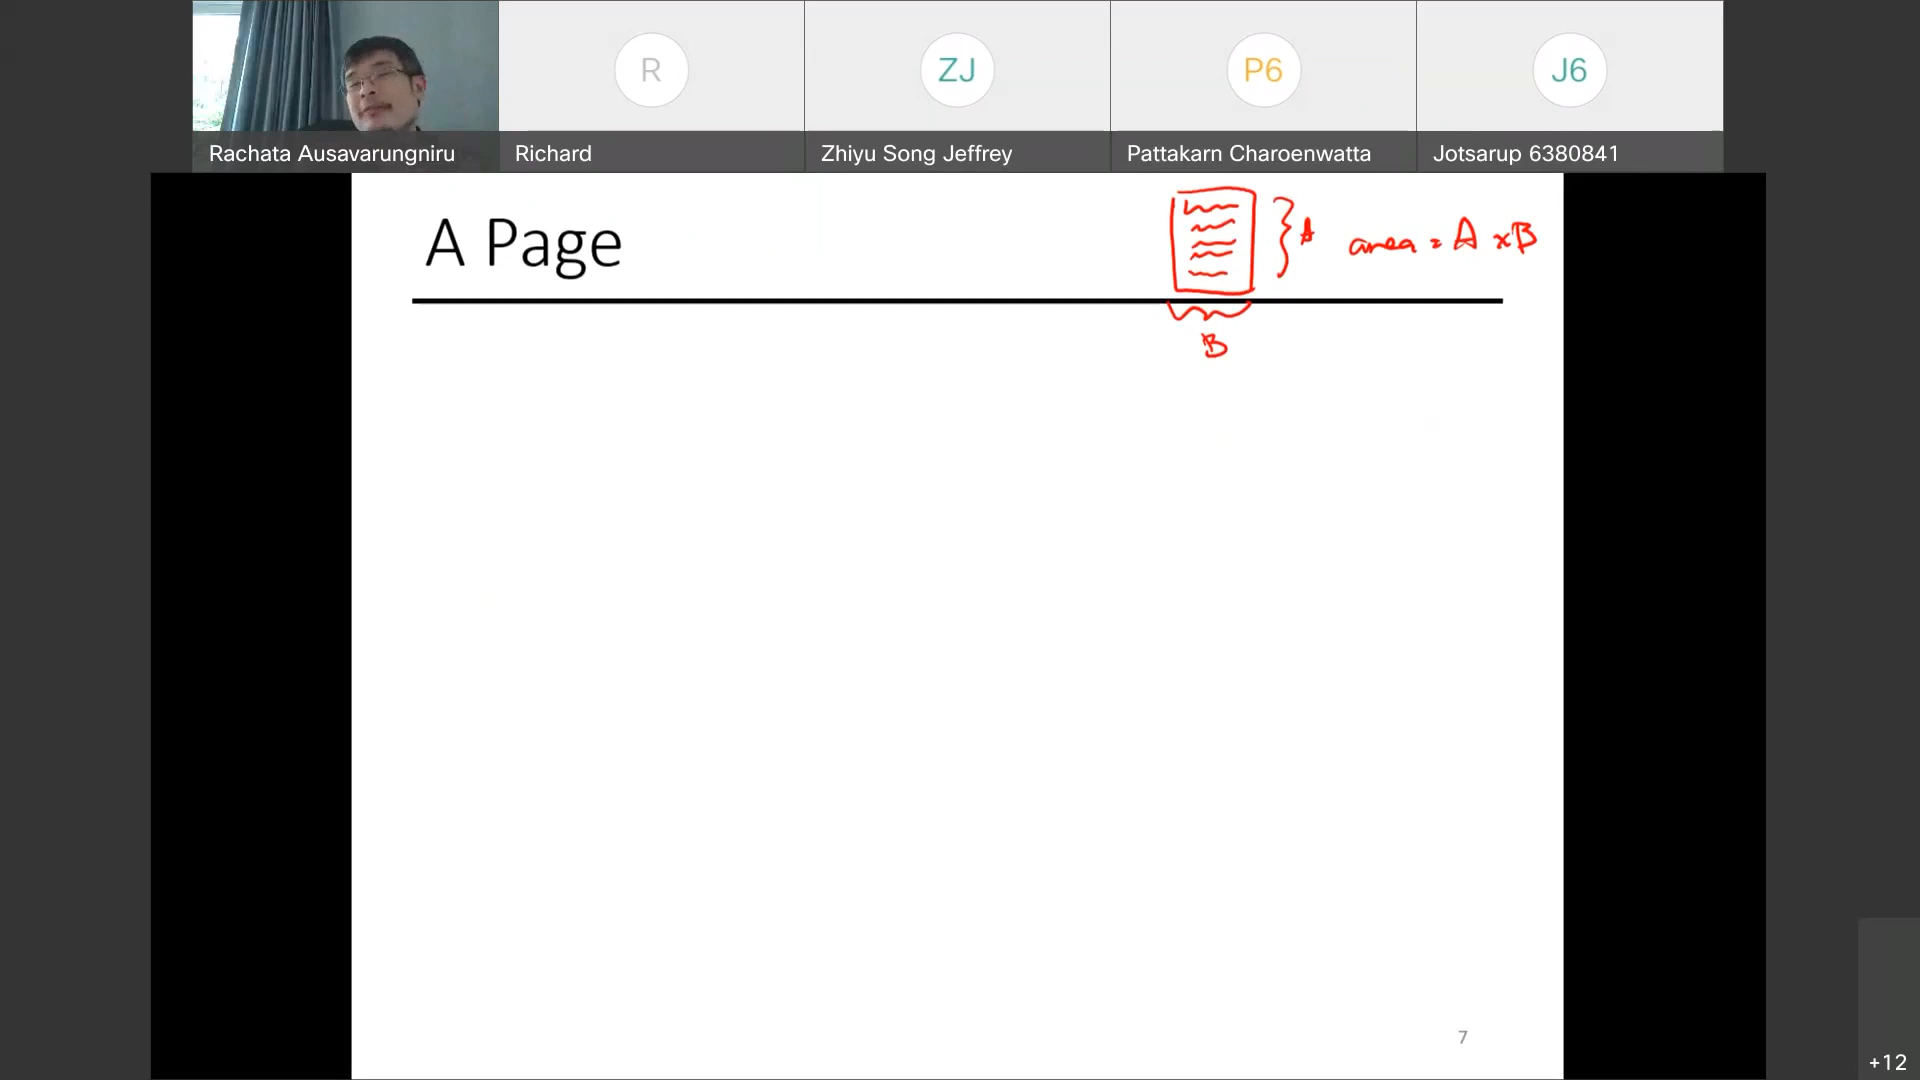 R
ZJ
P6
J6
Rachata Ausavarungniru
Richard
Zhiyu Song Jeffrey
Pattakarn Charoenwatta
Jotsarup 6380841
A Page
A
area = A x B
B
7
+12